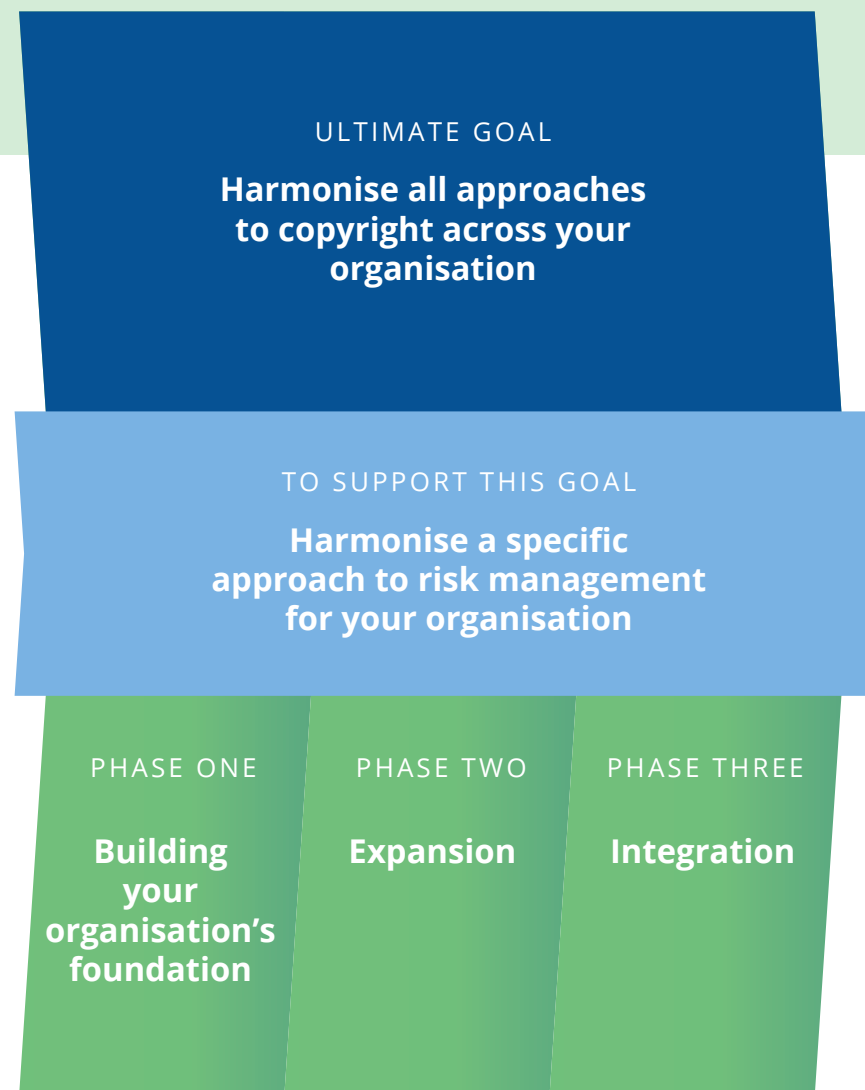 ULTIMATE GOAL
Harmonise all approaches
to copyright across your
organisation
TO SUPPORT THIS GOAL
Harmonise a specific
approach to risk management
for your organisation
PHASE ONE
Building
your
organisation’s
foundation
PHASE TWO
Expansion
PHASE THREE
Integration